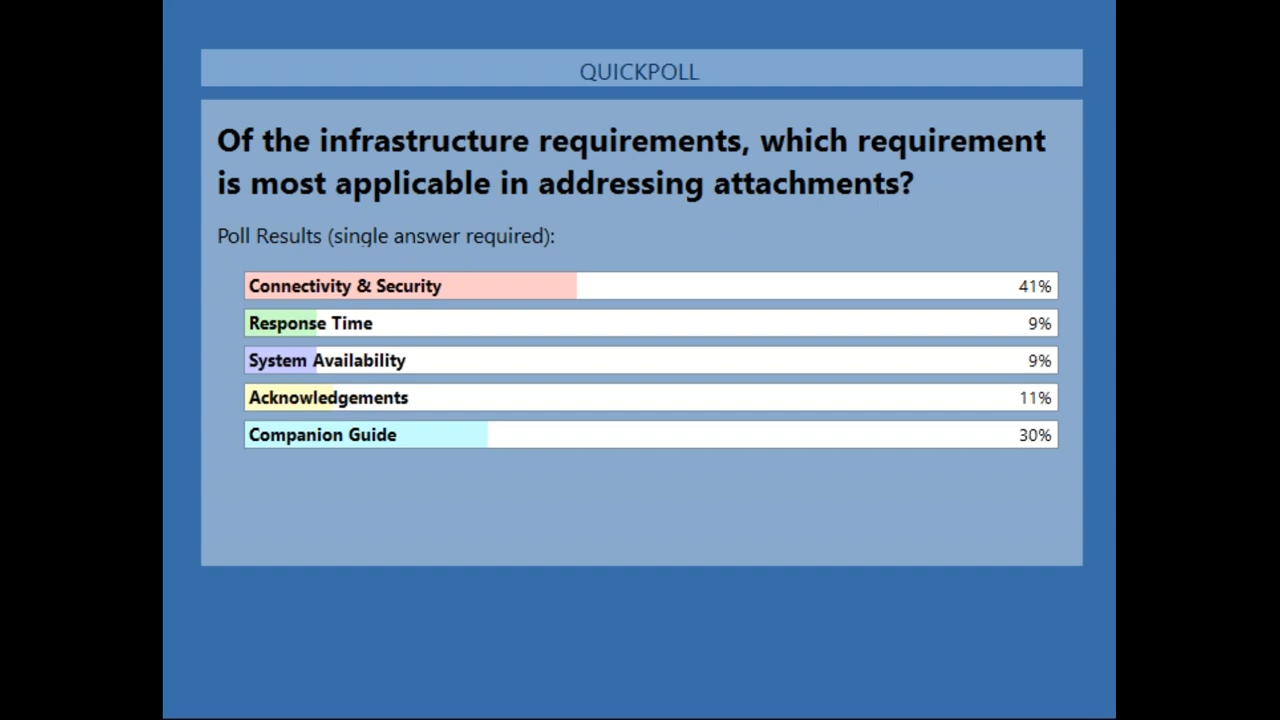 QUICKPOLL
Of the infrastructure requirements, which requirement
is most applicable in addressing attachments?
Poll Results (single answer required):
Connectivity & Security 41%
Response Time 9%
System Availability 9%
Acknowledgements 11%
Companion Guide 30%